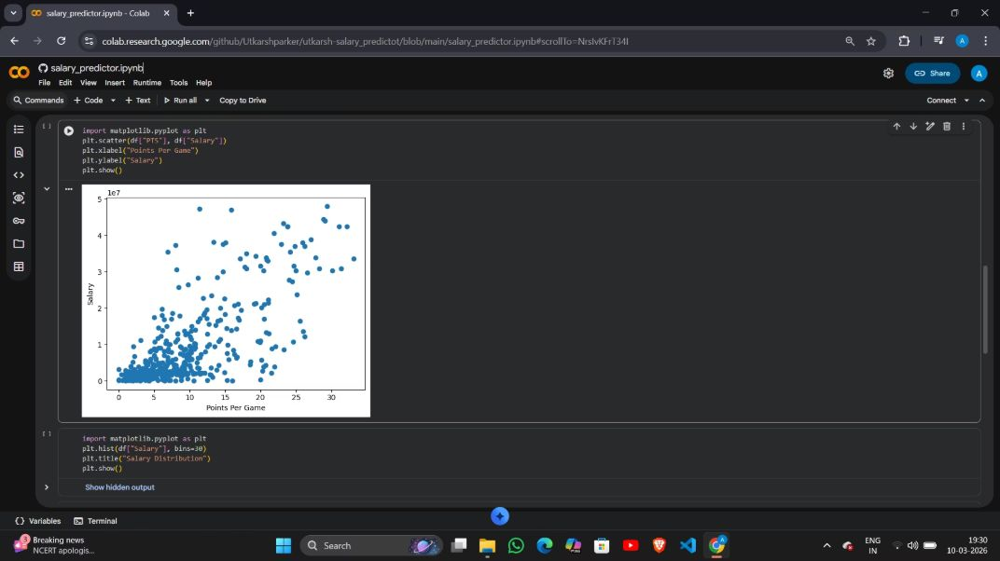 salary_predictor.ipynb - Colab
colab.research.google.com/github/Utkarshparker/utkarsh-salary_predictot/blob/main/salary_predictor.ipynb#scrollTo=NrsIvKFrT34I
A
salary_predictor.ipynb
File Edit View Insert Runtime Tools Help
Share
A
Commands + Code + Text Run all Copy to Drive
Connect
[ ]
import matplotlib.pyplot as plt
plt.scatter(df["PTS"], df["Salary"])
plt.xlabel("Points Per Game")
plt.ylabel("Salary")
plt.show()
1e7
5
4
3
2
1
0
Salary
0 5 10 15 20 25 30
Points Per Game
[ ]
import matplotlib.pyplot as plt
plt.hist(df["Salary"], bins=30)
plt.title("Salary Distribution")
plt.show()
Show hidden output
{} Variables Terminal
3
Breaking news
NCERT apologis...
Search
ENG
IN
19:30
10-03-2026